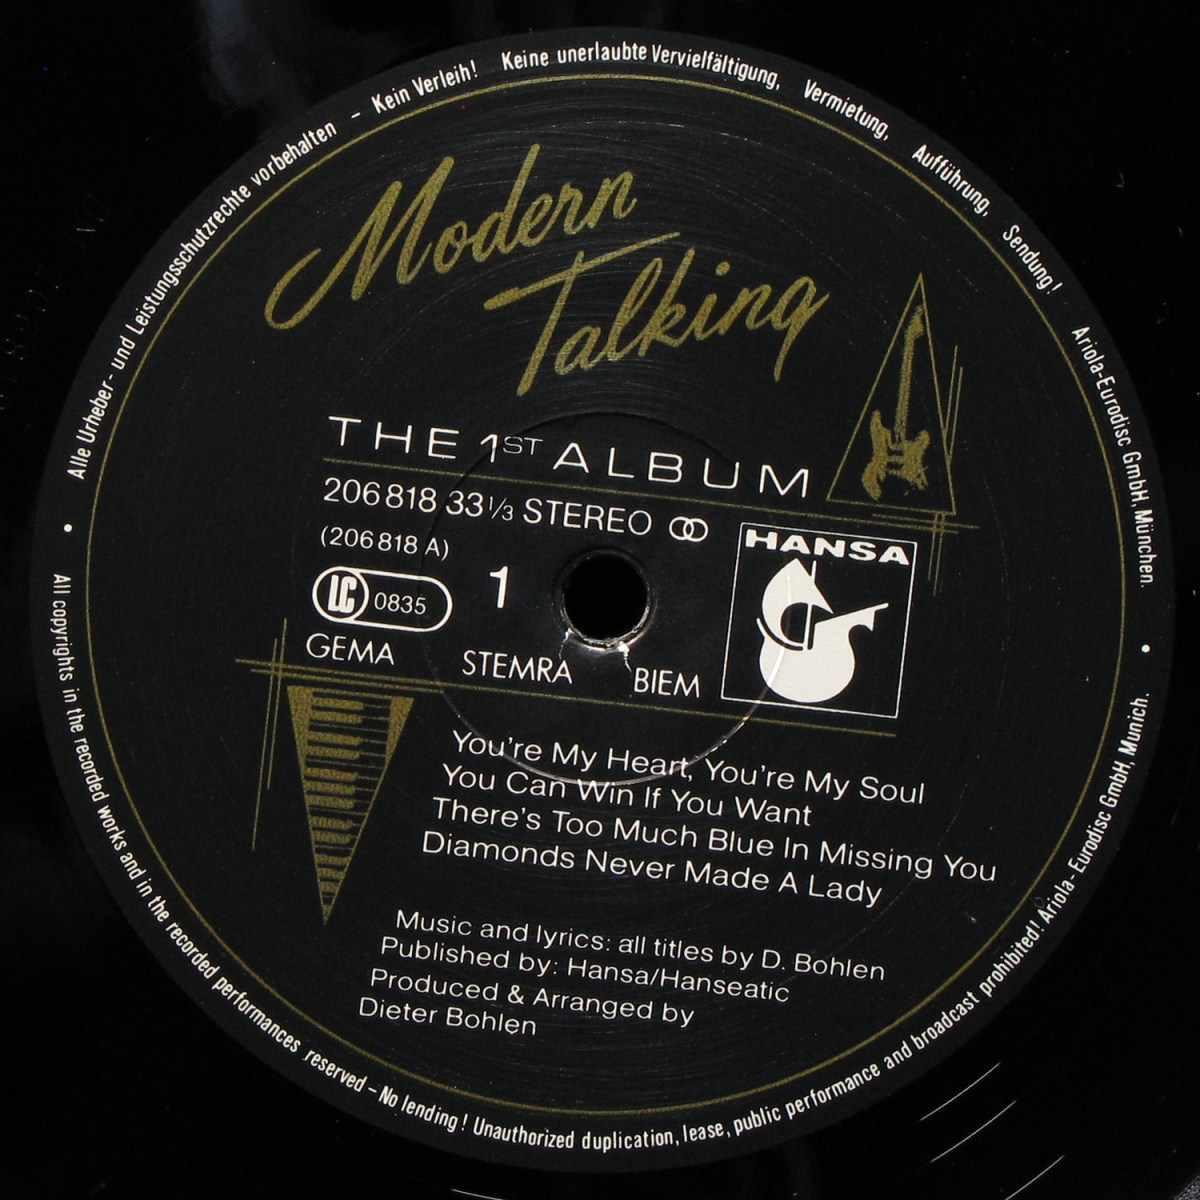 Alle Urheber- und Leistungsschutzrechte vorbehalten – Kein Verleih! Keine unerlaubte Vervielfältigung, Vermietung, Aufführung, Sendung! Ariola-Eurodisc GmbH, München.
Modern
Talking
THE 1ST ALBUM
206 818 33 1/3 STEREO
(206 818 A)
LC 0835
1
HANSA
GEMA STEMRA BIEM
You're My Heart, You're My Soul
You Can Win If You Want
There's Too Much Blue In Missing You
Diamonds Never Made A Lady
Music and lyrics: all titles by D. Bohlen
Published by: Hansa/Hanseatic
Produced & Arranged by
Dieter Bohlen
All copyrights in the recorded works and in the recorded performances reserved – No lending! Unauthorized duplication, lease, public performance and broadcast prohibited! Ariola-Eurodisc GmbH, Munich.